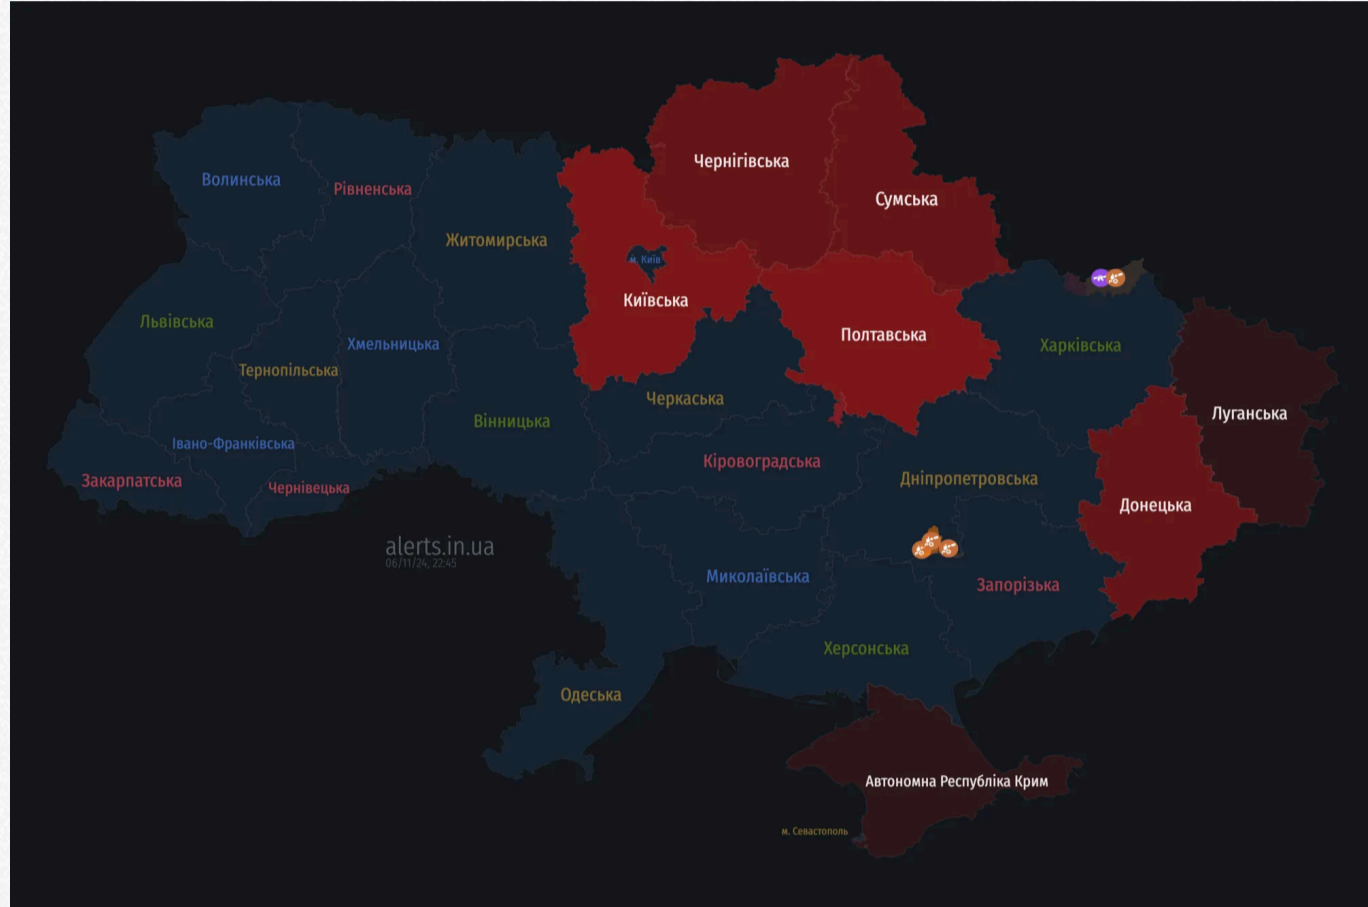 Чернігівська
Волинська
Рівненська
Сумська
Житомирська
м. Київ
Київська
Львівська
Полтавська
Хмельницька
Харківська
Тернопільська
Черкаська
Луганська
Вінницька
Івано-Франківська
Кіровоградська
Закарпатська
Чернівецька
Дніпропетровська
Донецька
alerts.in.ua
06/11/24, 22:45
Миколаївська
Запорізька
Херсонська
Одеська
Автономна Республіка Крим
м. Севастополь